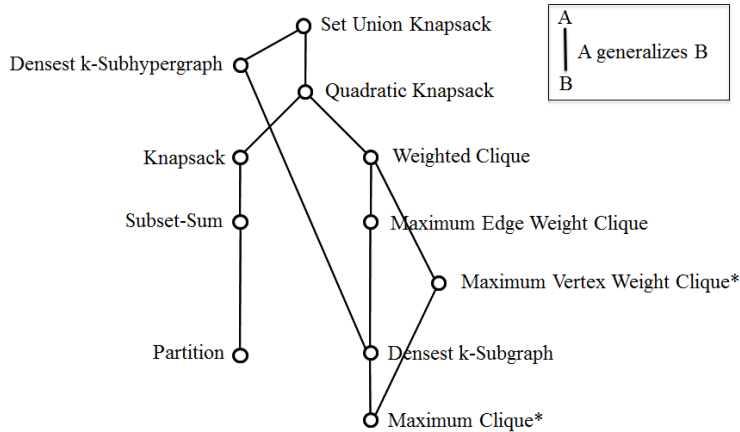 Set Union Knapsack
A
A generalizes B
B
Densest k-Subhypergraph
Quadratic Knapsack
Knapsack
Weighted Clique
Subset-Sum
Maximum Edge Weight Clique
Maximum Vertex Weight Clique*
Partition
Densest k-Subgraph
Maximum Clique*